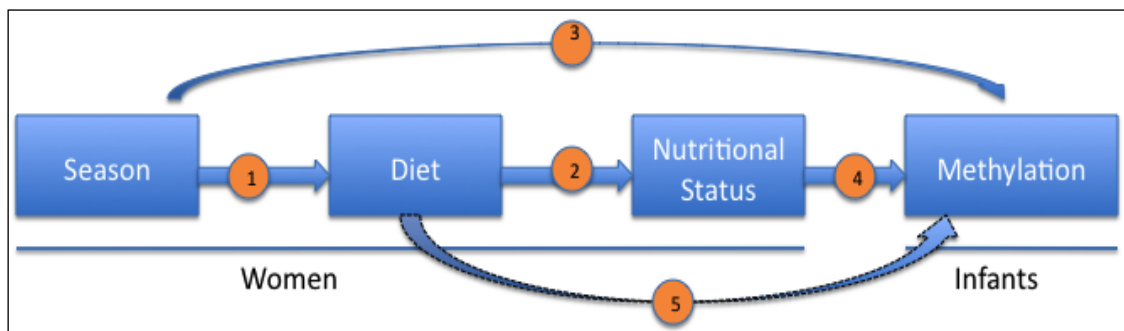 3
Season
1
Diet
2
Nutritional
Status
4
Methylation
Women
5
Infants